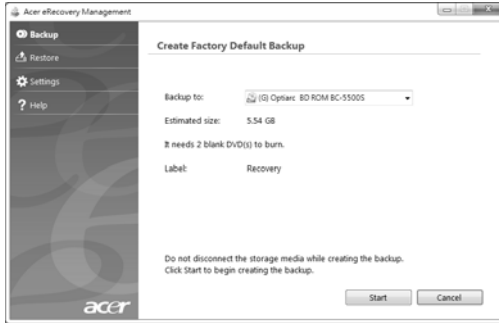 Acer eRecovery Management
Backup
Restore
Settings
Help
Create Factory Default Backup
Backup to: (G) Optiarc BD ROM BC-5500S
Estimated size: 5.54 GB
It needs 2 blank DVD(s) to burn.
Label: Recovery
Do not disconnect the storage media while creating the backup.
Click Start to begin creating the backup.
Start Cancel
acer